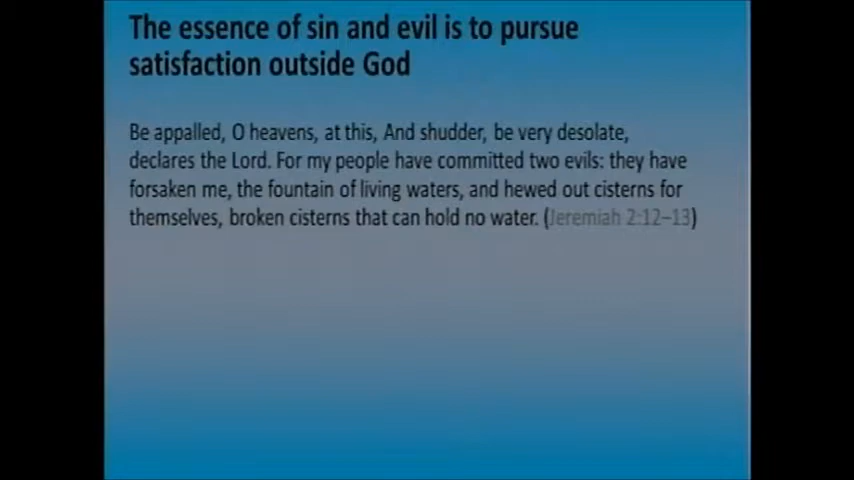 The essence of sin and evil is to pursue
satisfaction outside God
Be appalled, O heavens, at this, And shudder, be very desolate,
declares the Lord. For my people have committed two evils: they have
forsaken me, the fountain of living waters, and hewed out cisterns for
themselves, broken cisterns that can hold no water. (Jeremiah 2:12–13)